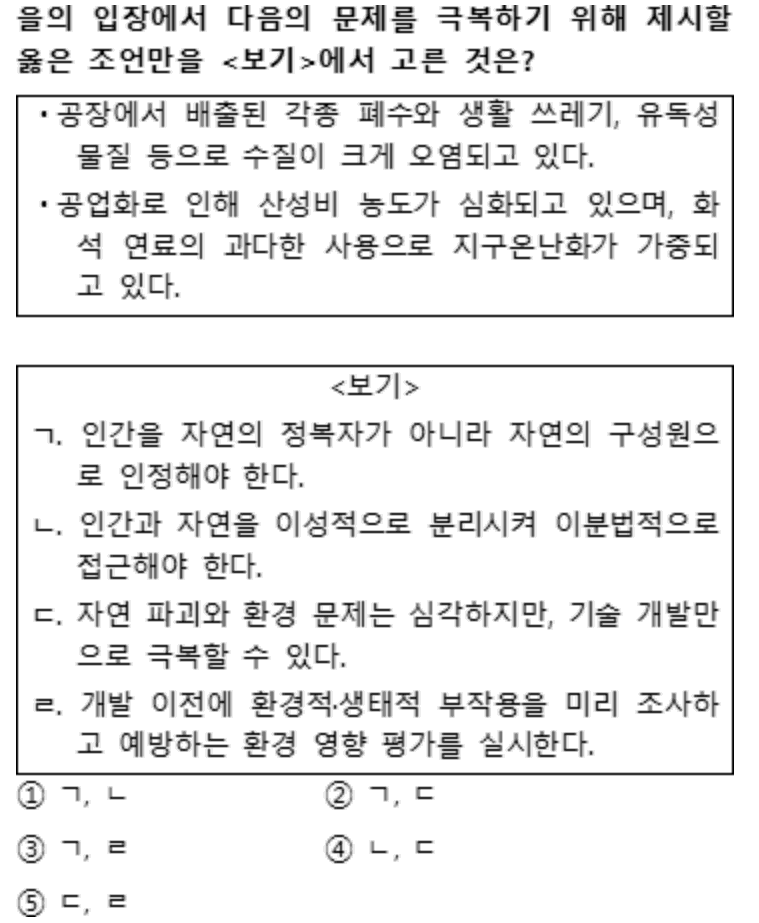 을의 입장에서 다음의 문제를 극복하기 위해 제시할
옳은 조언만을 <보기>에서 고른 것은?
・공장에서 배출된 각종 폐수와 생활 쓰레기, 유독성
물질 등으로 수질이 크게 오염되고 있다.
・공업화로 인해 산성비 농도가 심화되고 있으며, 화
석 연료의 과다한 사용으로 지구온난화가 가중되
고 있다.
<보기>
ㄱ. 인간을 자연의 정복자가 아니라 자연의 구성원으
로 인정해야 한다.
ㄴ. 인간과 자연을 이성적으로 분리시켜 이분법적으로
접근해야 한다.
ㄷ. 자연 파괴와 환경 문제는 심각하지만, 기술 개발만
으로 극복할 수 있다.
ㄹ. 개발 이전에 환경적·생태적 부작용을 미리 조사하
고 예방하는 환경 영향 평가를 실시한다.
① ㄱ, ㄴ ② ㄱ, ㄷ
③ ㄱ, ㄹ ④ ㄴ, ㄷ
⑤ ㄷ, ㄹ